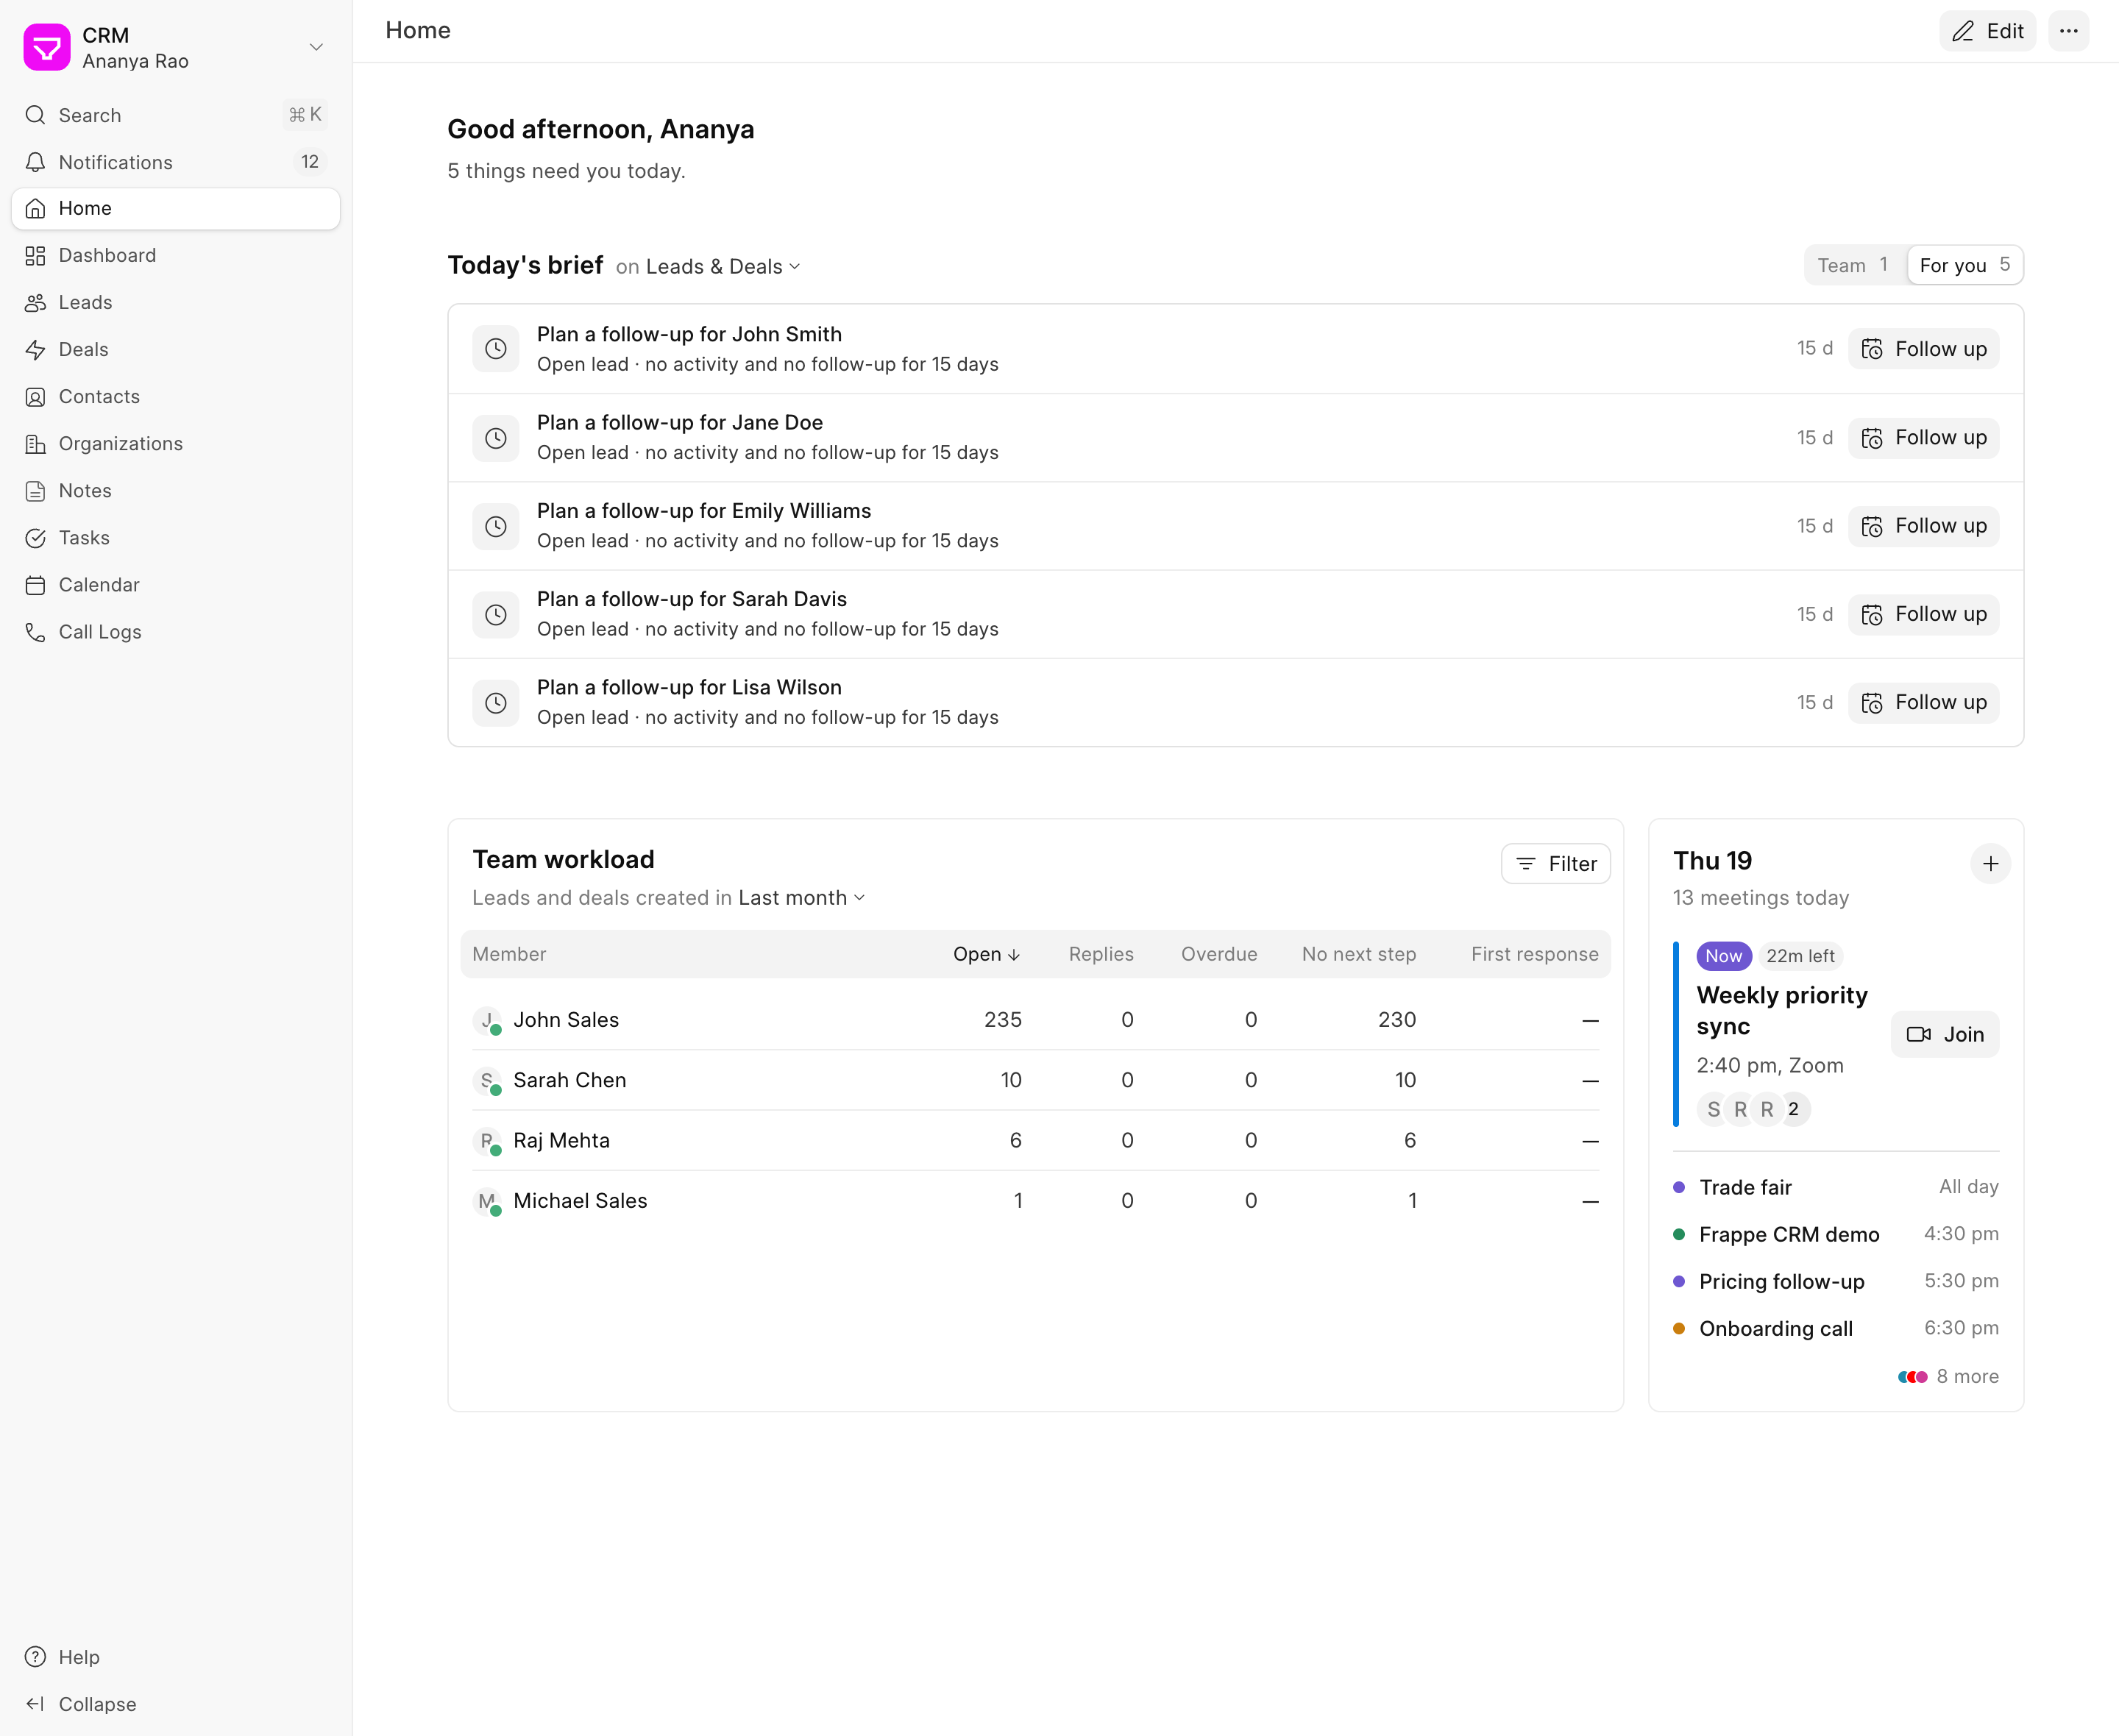 CRM
Ananya Rao
Search ⌘ K
Notifications 12
Home
Dashboard
Leads
Deals
Contacts
Organizations
Notes
Tasks
Calendar
Call Logs
Help
Collapse
Home
Edit
Good afternoon, Ananya
5 things need you today.
Today's brief on Leads & Deals
Team 1 For you 5
Plan a follow-up for John Smith
Open lead · no activity and no follow-up for 15 days
15 d Follow up
Plan a follow-up for Jane Doe
Open lead · no activity and no follow-up for 15 days
15 d Follow up
Plan a follow-up for Emily Williams
Open lead · no activity and no follow-up for 15 days
15 d Follow up
Plan a follow-up for Sarah Davis
Open lead · no activity and no follow-up for 15 days
15 d Follow up
Plan a follow-up for Lisa Wilson
Open lead · no activity and no follow-up for 15 days
15 d Follow up
Team workload
Filter
Leads and deals created in Last month
Member Open ↓ Replies Overdue No next step First response
J John Sales 235 0 0 230 —
S Sarah Chen 10 0 0 10 —
R Raj Mehta 6 0 0 6 —
M Michael Sales 1 0 0 1 —
Thu 19
13 meetings today
Now 22m left
Weekly priority
sync
Join
2:40 pm, Zoom
S R R 2
Trade fair All day
Frappe CRM demo 4:30 pm
Pricing follow-up 5:30 pm
Onboarding call 6:30 pm
8 more